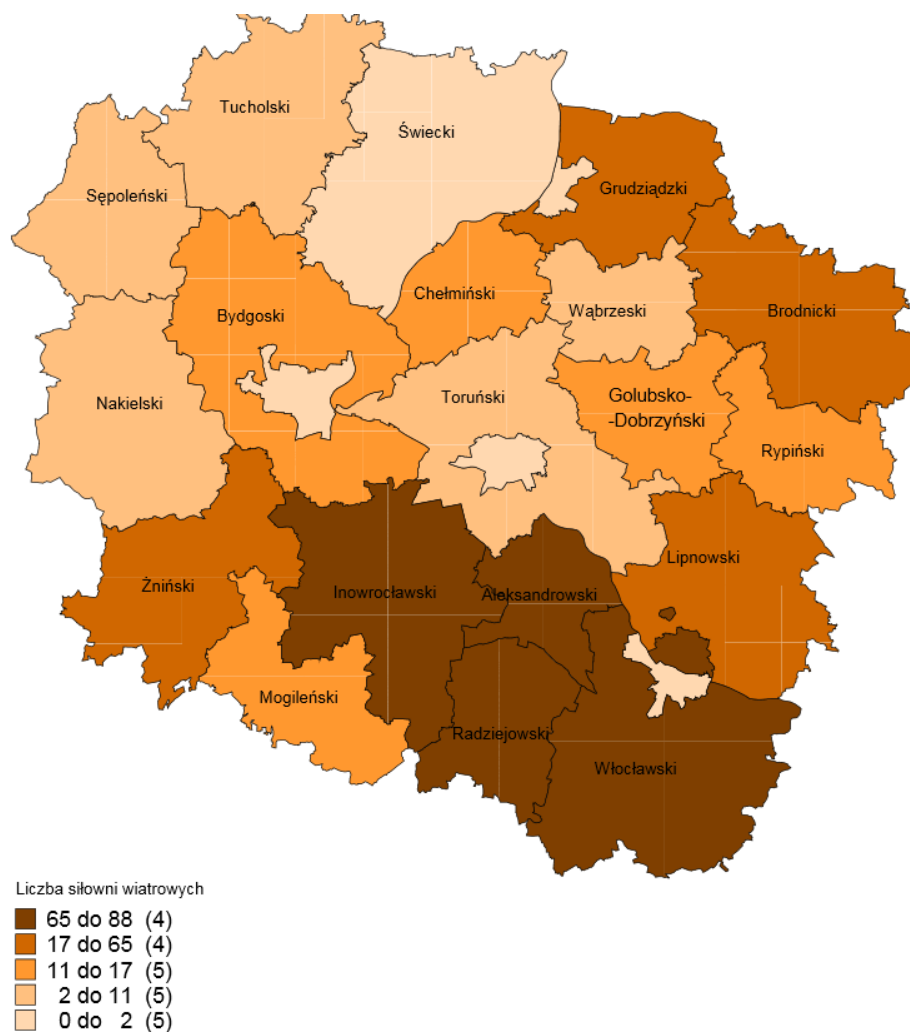 Tucholski
Świecki
Sępoleński
Grudziądzki
Chełmiński
Bydgoski
Wąbrzeski
Brodnicki
Nakielski
Toruński
Golubsko-
-Dobrzyński
Rypiński
Lipnowski
Żniński
Inowrocławski
Aleksandrowski
Mogileński
Radziejowski
Włocławski
Liczba siłowni wiatrowych
65 do 88 (4)
17 do 65 (4)
11 do 17 (5)
2 do 11 (5)
0 do 2 (5)